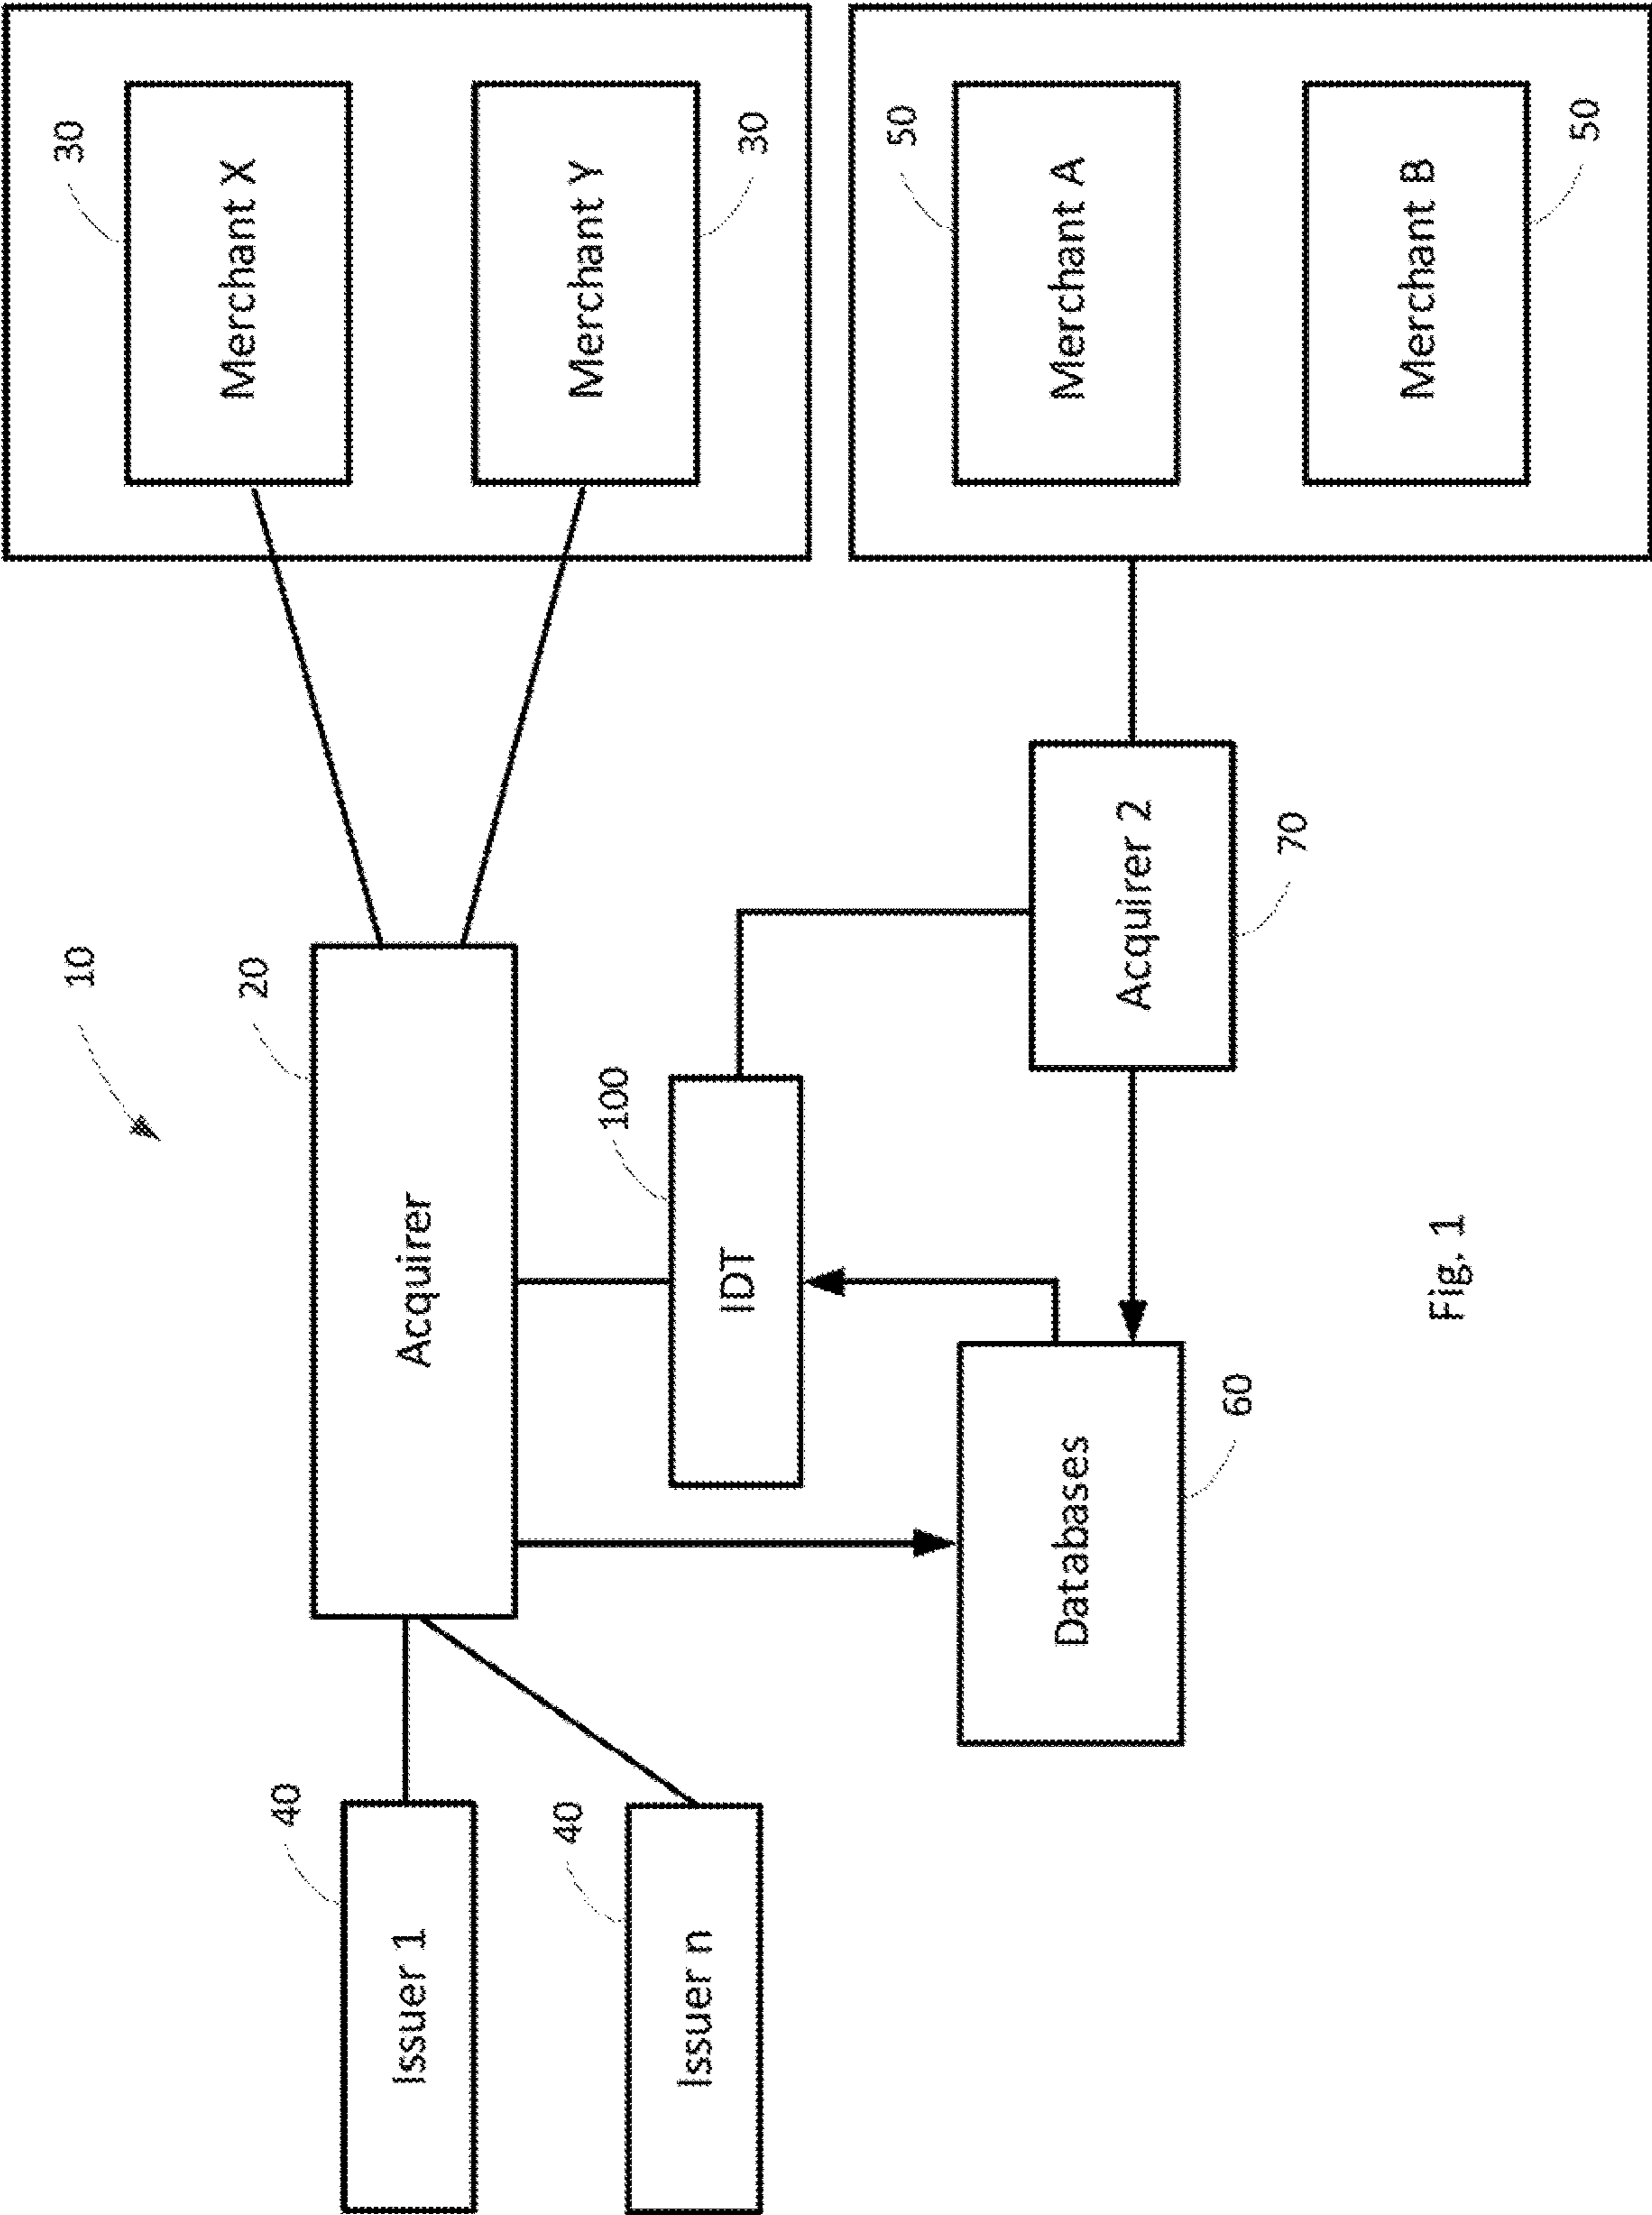 10
30
20
Merchant X
40
Issuer 1
Acquirer
40
100
Merchant Y
Issuer n
IDT
30
50
Databases
Acquirer 2
Merchant A
60
70
Merchant B
Fig. 1
50